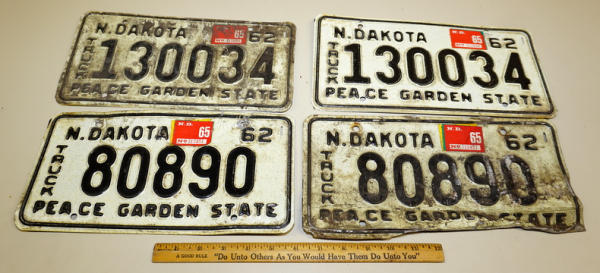 N.DAKOTA 65 62
TRUCK 130034
PEACE GARDEN STATE
N.DAKOTA N.D. 65 62
TRUCK 130034
PEACE GARDEN STATE
N.DAKOTA N.D. 65 62
TRUCK 80890
PEACE GARDEN STATE
N.DAKOTA N.D. 65 62
TRUCK 80890
PEACE GARDEN STATE
A GOOD RULE "Do Unto Others As You Would Have Them Do Unto You"